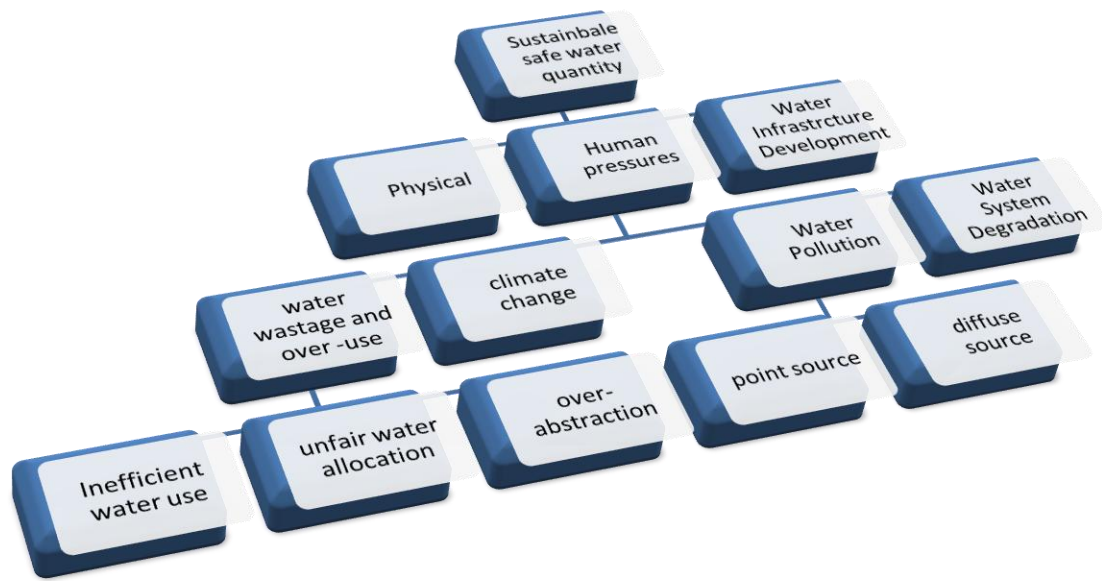 Sustainbale
safe water
quantity
Physical
Human
pressures
Water
Infrastrcture
Development
water
wastage and
over -use
climate
change
Water
Pollution
Water
System
Degradation
Inefficient
water use
unfair water
allocation
over-
abstraction
point source
diffuse
source